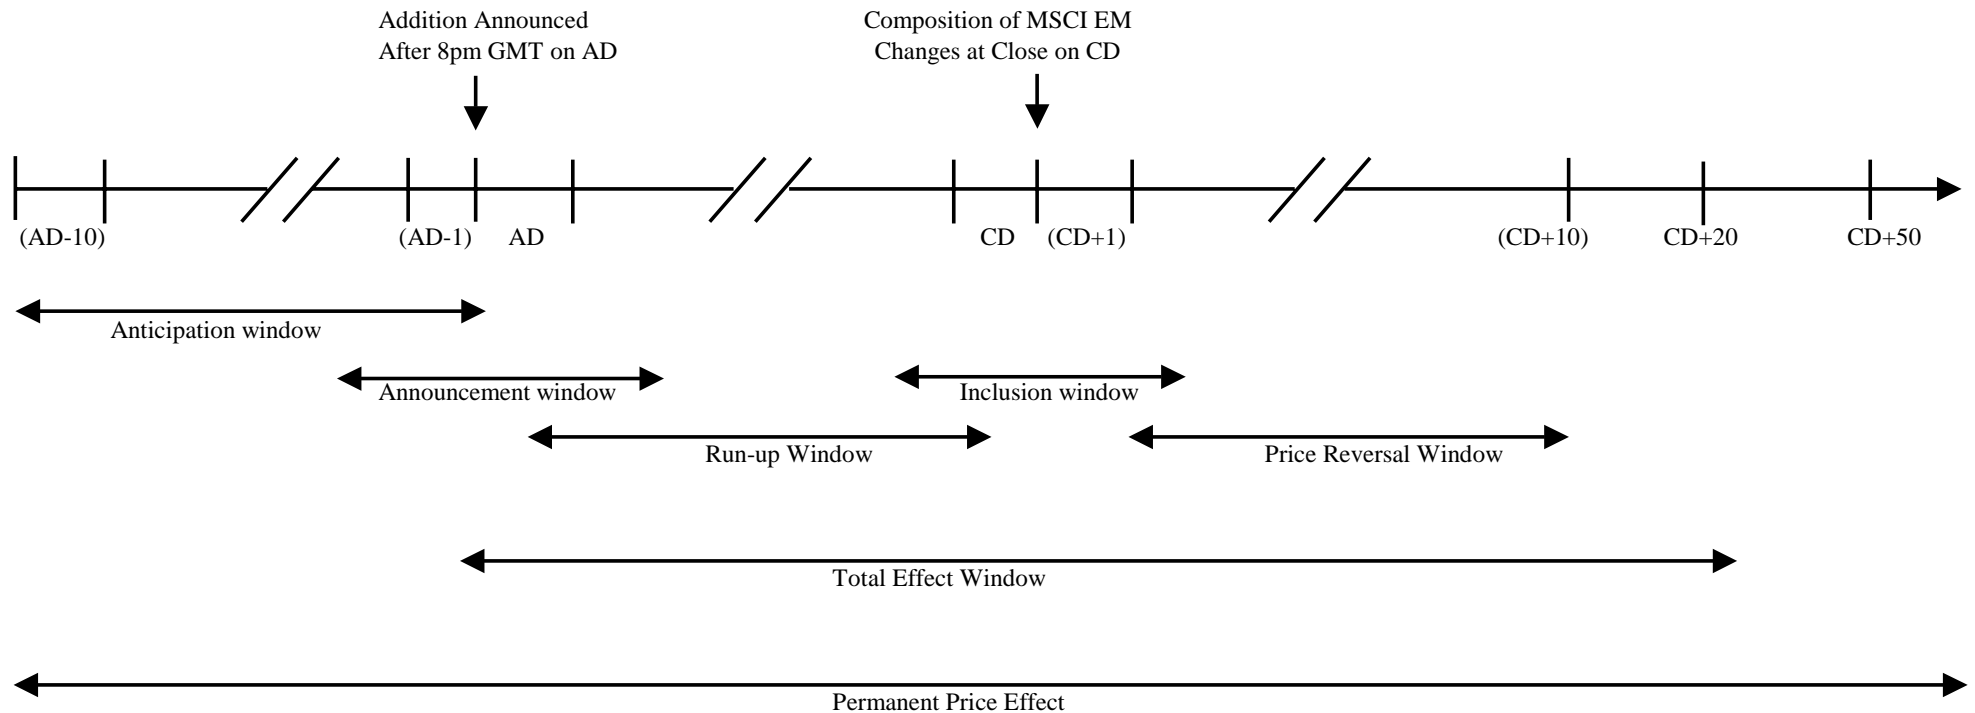 Addition Announced
After 8pm GMT on AD
Composition of MSCI EM
Changes at Close on CD
(AD-10)
(AD-1)
AD
CD
(CD+1)
(CD+10)
CD+20
CD+50
Anticipation window
Announcement window
Inclusion window
Run-up Window
Price Reversal Window
Total Effect Window
Permanent Price Effect